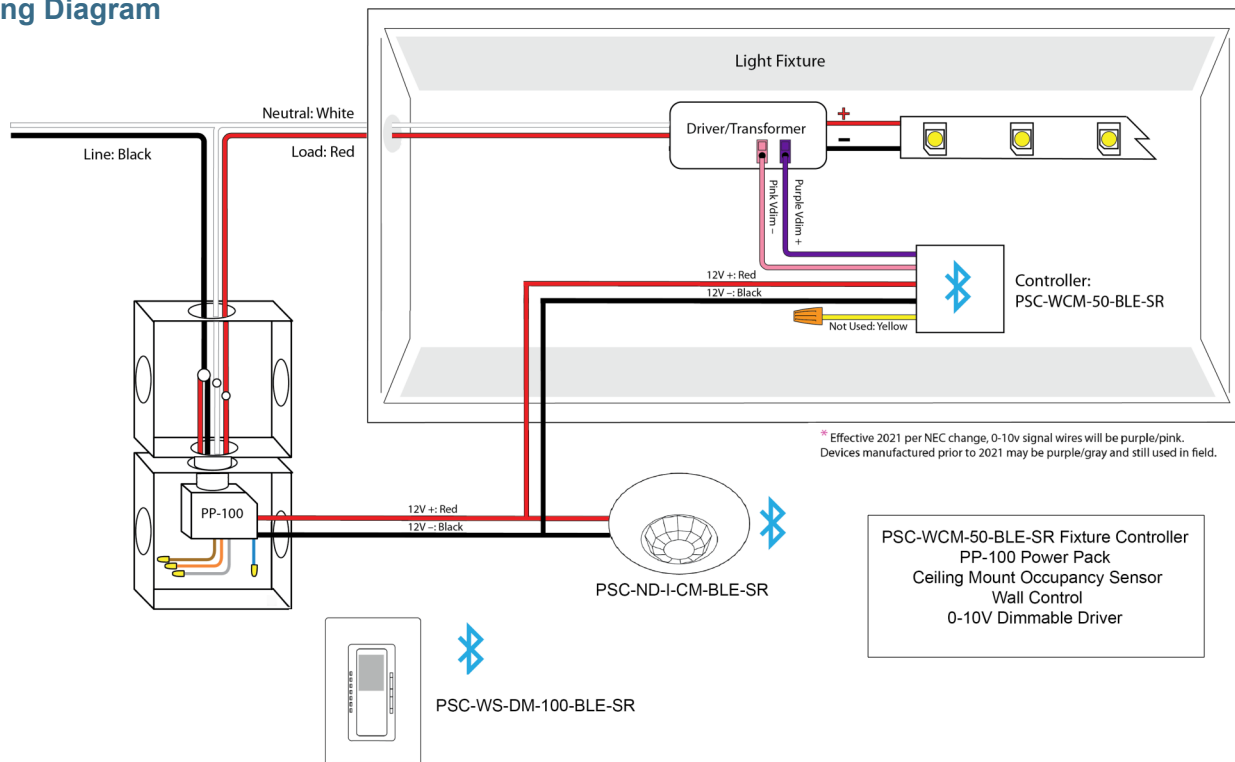 ng Diagram
Light Fixture
Neutral: White
Driver/Transformer
+
–
Line: Black
Load: Red
Pink Vdim –
Purple Vdim +
12V +: Red
12V –: Black
Controller:
PSC-WCM-50-BLE-SR
Not Used: Yellow
* Effective 2021 per NEC change, 0-10v signal wires will be purple/pink.
Devices manufactured prior to 2021 may be purple/gray and still used in field.
PP-100
12V +: Red
12V –: Black
PSC-ND-I-CM-BLE-SR
PSC-WCM-50-BLE-SR Fixture Controller
PP-100 Power Pack
Ceiling Mount Occupancy Sensor
Wall Control
0-10V Dimmable Driver
PSC-WS-DM-100-BLE-SR